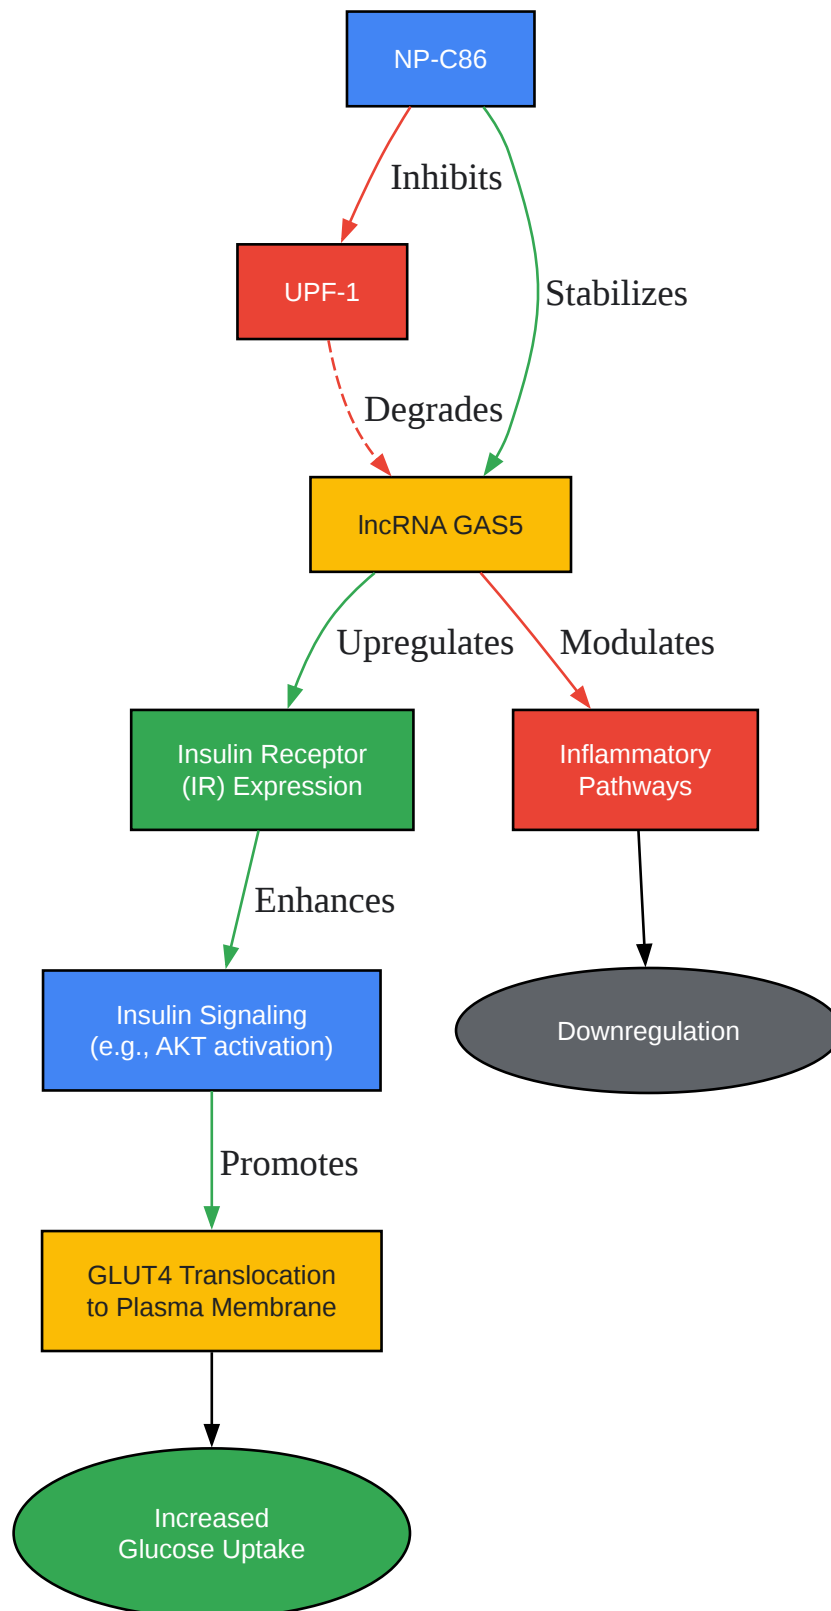 NP-C86
Inhibits
UPF-1
Stabilizes
Degrades
lncRNA GAS5
Upregulates
Modulates
Insulin Receptor
(IR) Expression
Inflammatory
Pathways
Enhances
Insulin Signaling
(e.g., AKT activation)
Downregulation
Promotes
GLUT4 Translocation
to Plasma Membrane
Increased
Glucose Uptake